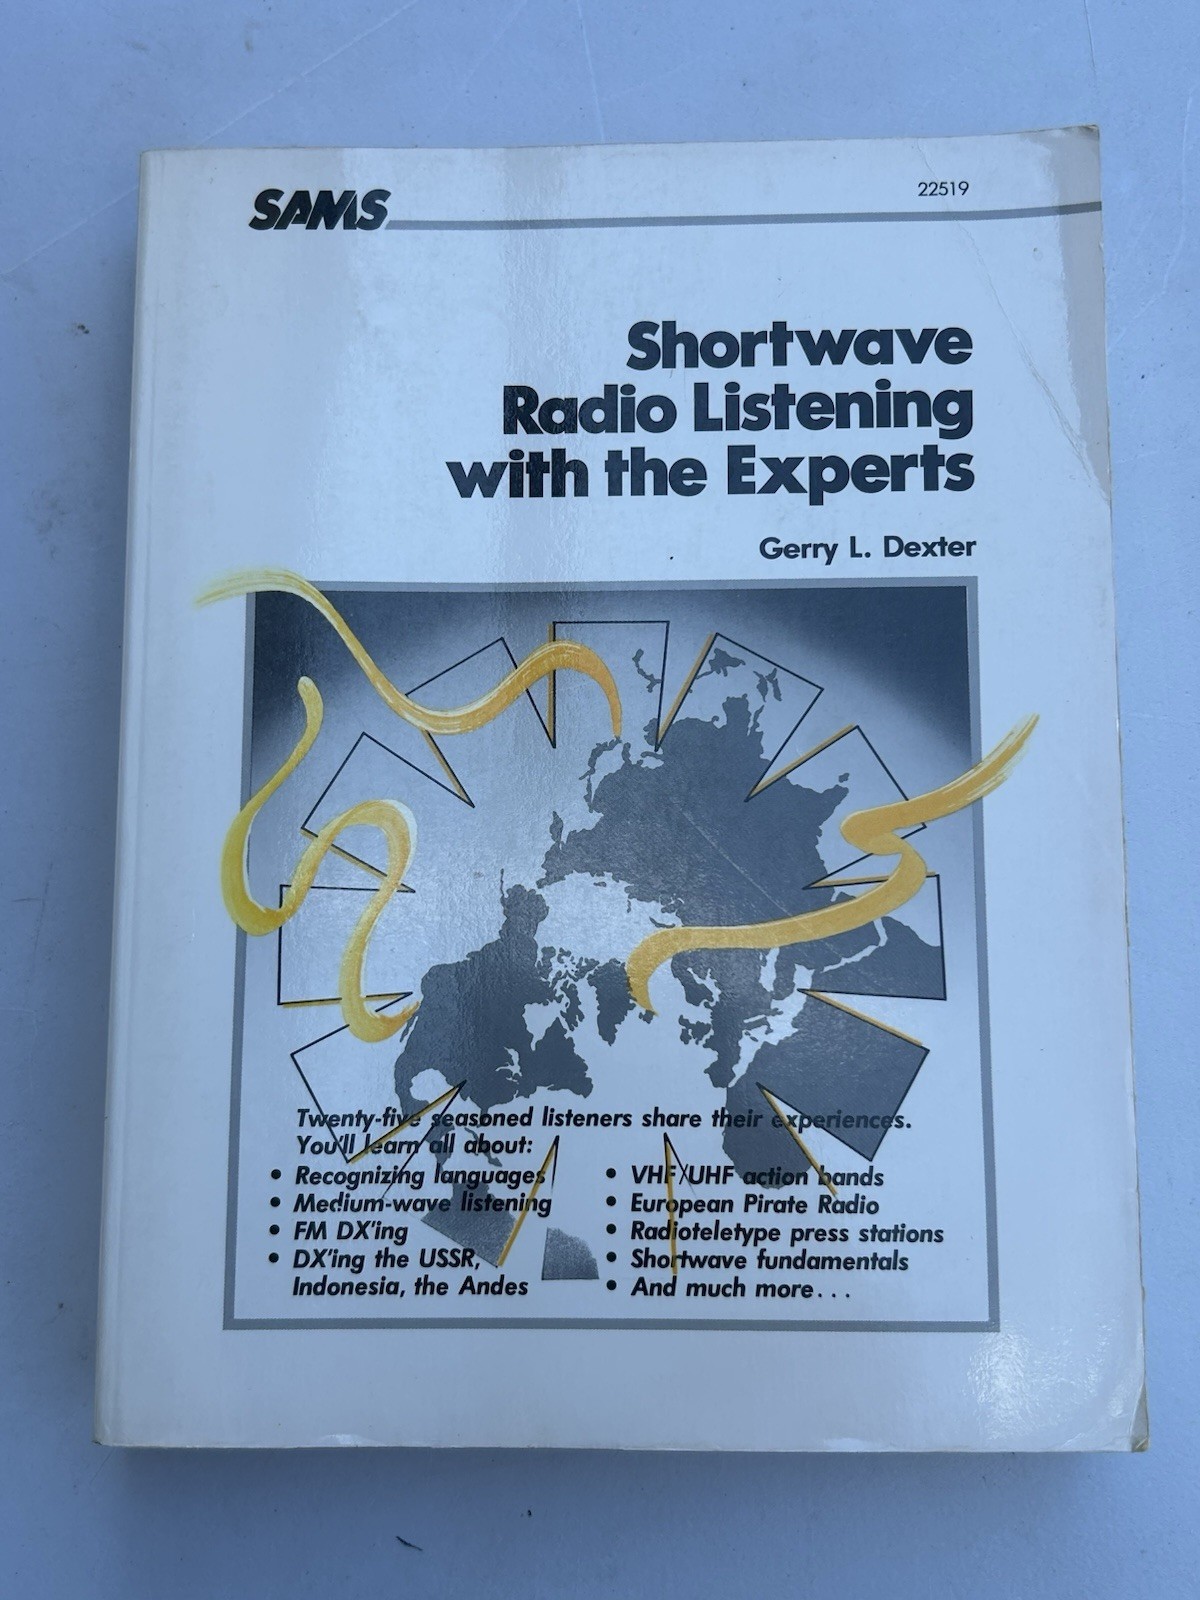 SAMS
22519
Shortwave
Radio Listening
with the Experts
Gerry L. Dexter
Twenty-five seasoned listeners share their experiences.
You'll learn all about:
• Recognizing languages
• Medium-wave listening
• FM DX'ing
• DX'ing the USSR,
Indonesia, the Andes
• VHF/UHF action bands
• European Pirate Radio
• Radioteletype press stations
• Shortwave fundamentals
• And much more...